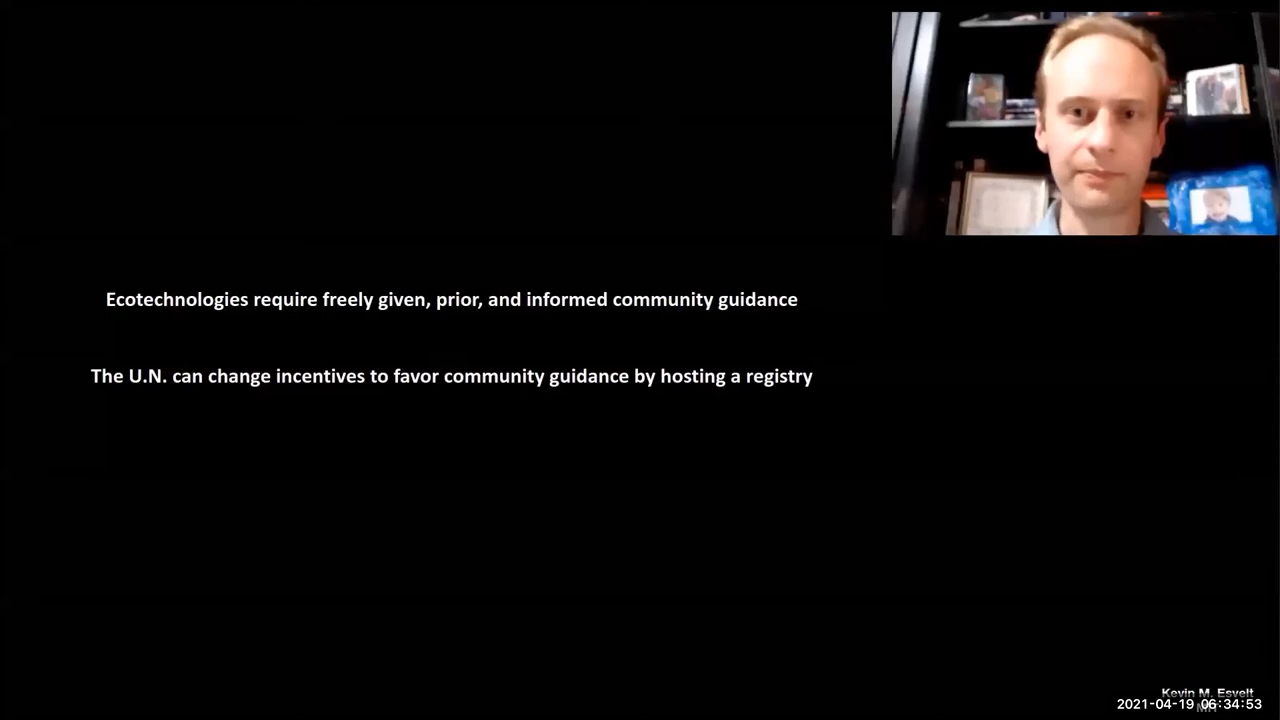 Ecotechnologies require freely given, prior, and informed community guidance
The U.N. can change incentives to favor community guidance by hosting a registry
Kevin M. Esvelt
2021-04-19 06:34:53